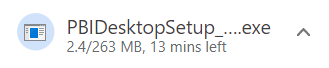 PBIDesktopSetup_....exe
2.4/263 MB, 13 mins left